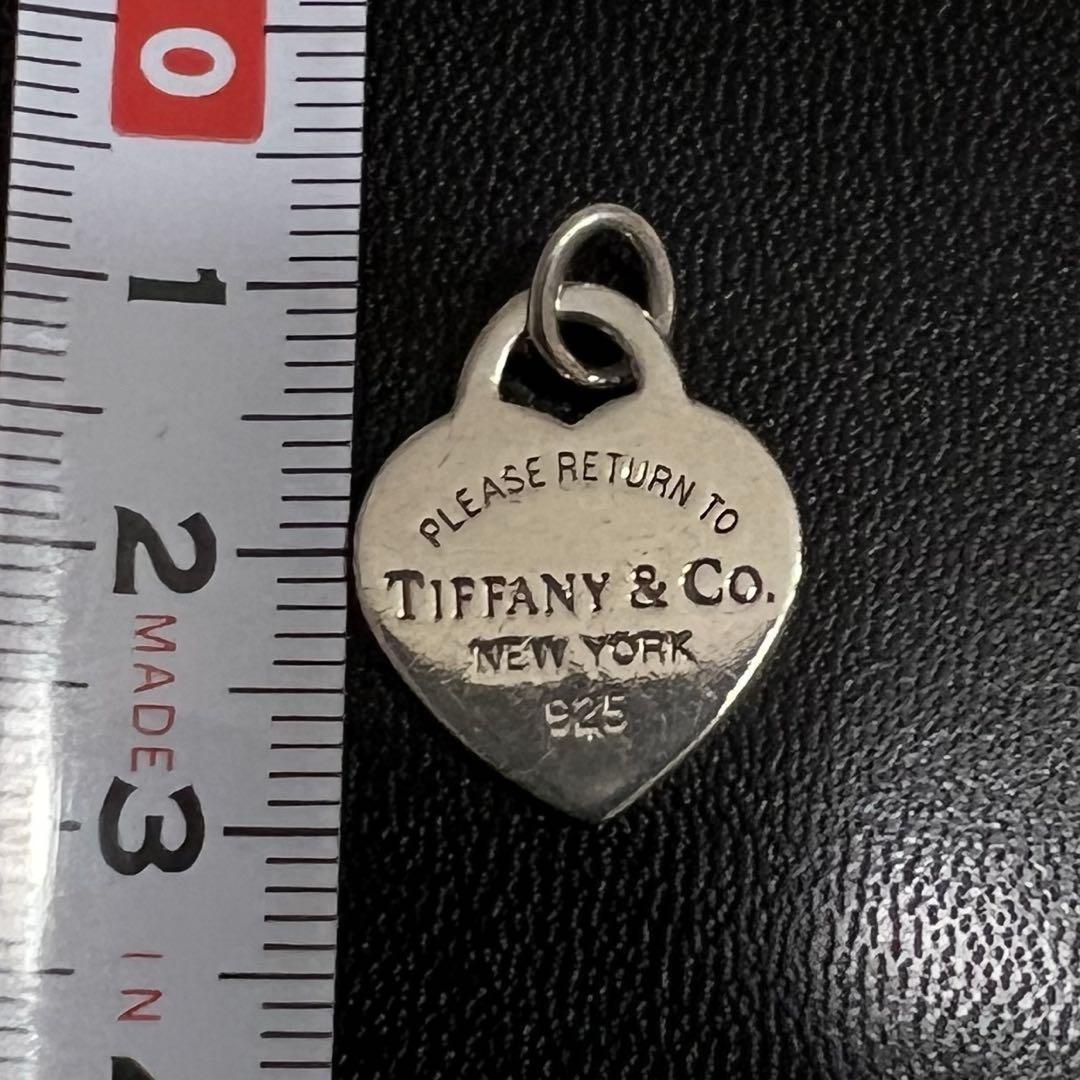 0
1
2
MADE
3
IN
PLEASE RETURN TO
TIFFANY & CO.
NEW YORK
925